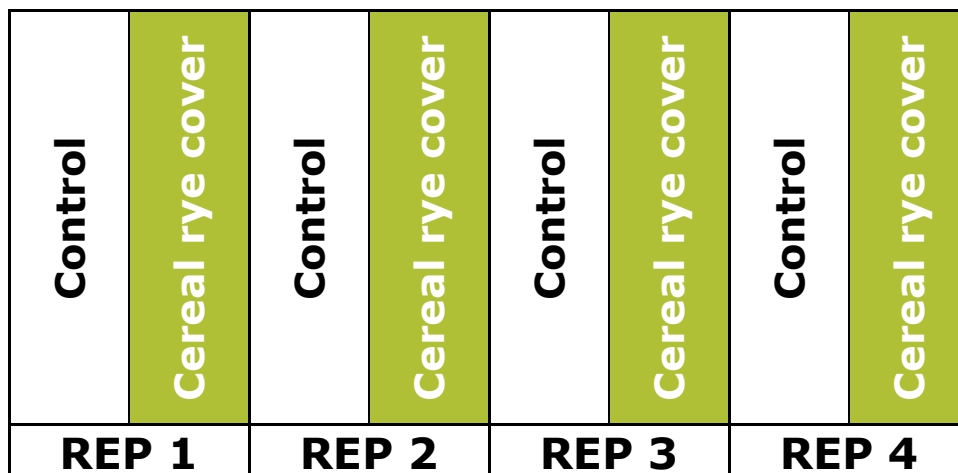 Control
Cereal rye cover
Control
Cereal rye cover
Control
Cereal rye cover
Control
Cereal rye cover
REP 1
REP 2
REP 3
REP 4